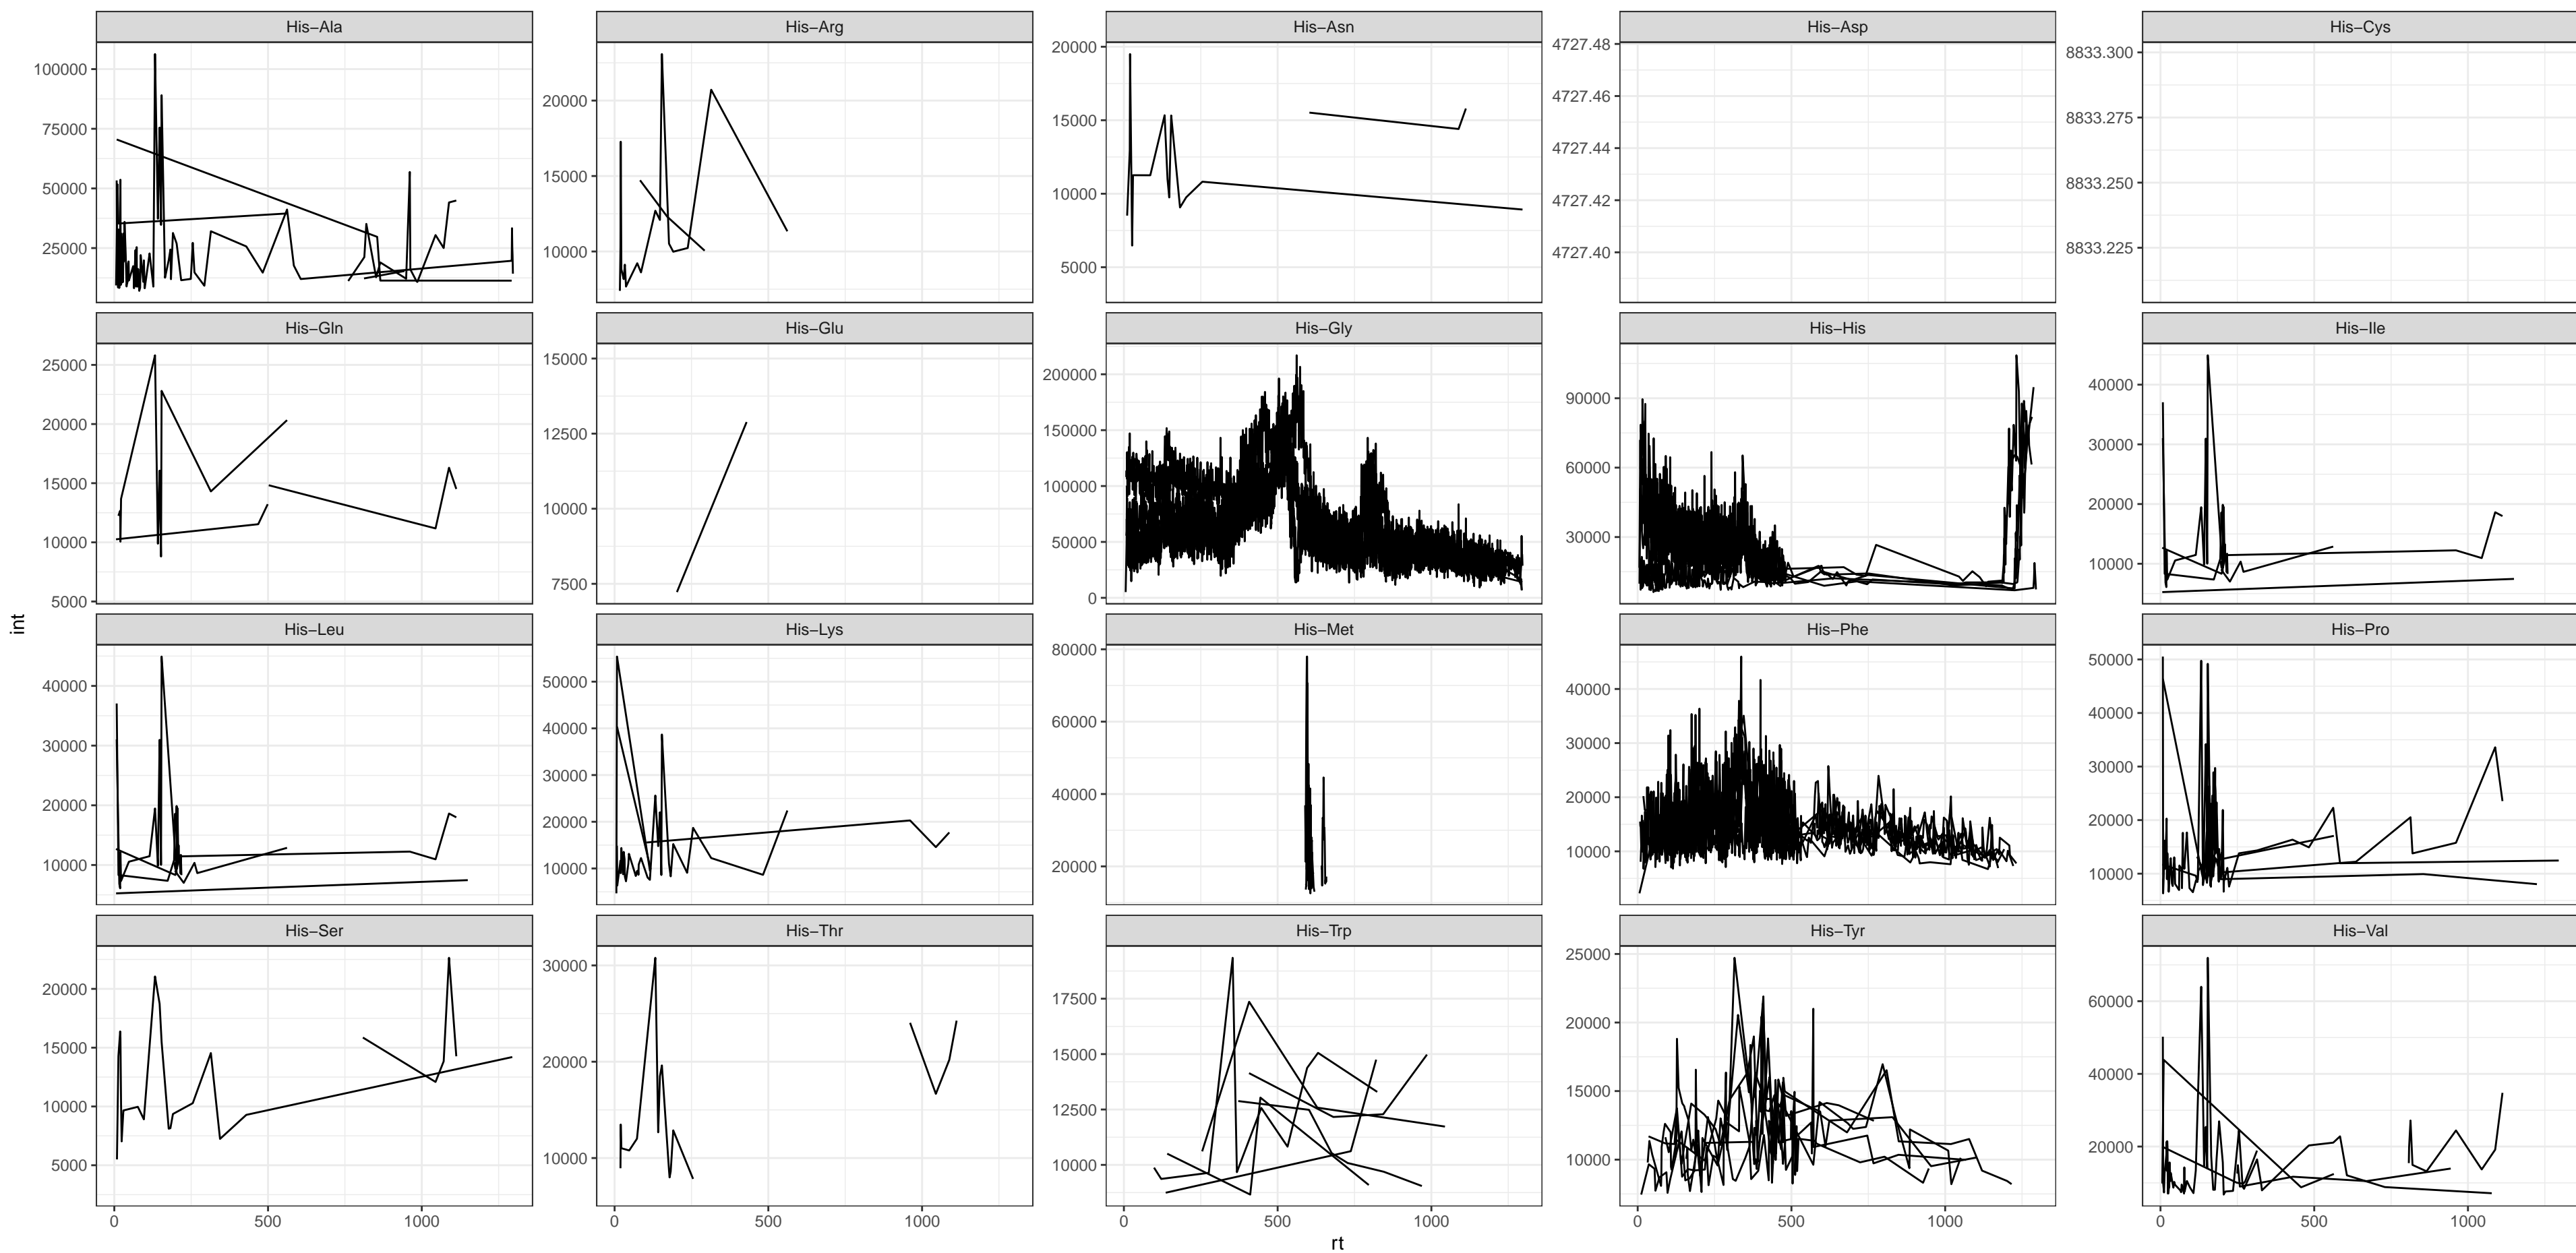 His−Ala His−Arg His−Asn His−Asp His−Cys
100000 75000 50000 25000
20000 15000 10000
20000 15000 10000 5000
4727.48 4727.46 4727.44 4727.42 4727.40
8833.300 8833.275 8833.250 8833.225
His−Gln His−Glu His−Gly His−His His−Ile
25000 20000 15000 10000 5000
15000 12500 10000 7500
200000 150000 100000 50000 0
90000 60000 30000
40000 30000 20000 10000
int
His−Leu His−Lys His−Met His−Phe His−Pro
40000 30000 20000 10000
50000 40000 30000 20000 10000
80000 60000 40000 20000
40000 30000 20000 10000
50000 40000 30000 20000 10000
His−Ser His−Thr His−Trp His−Tyr His−Val
20000 15000 10000 5000
30000 20000 10000
17500 15000 12500 10000
25000 20000 15000 10000
60000 40000 20000
0 500 1000 0 500 1000 0 500 1000 0 500 1000 0 500 1000
rt